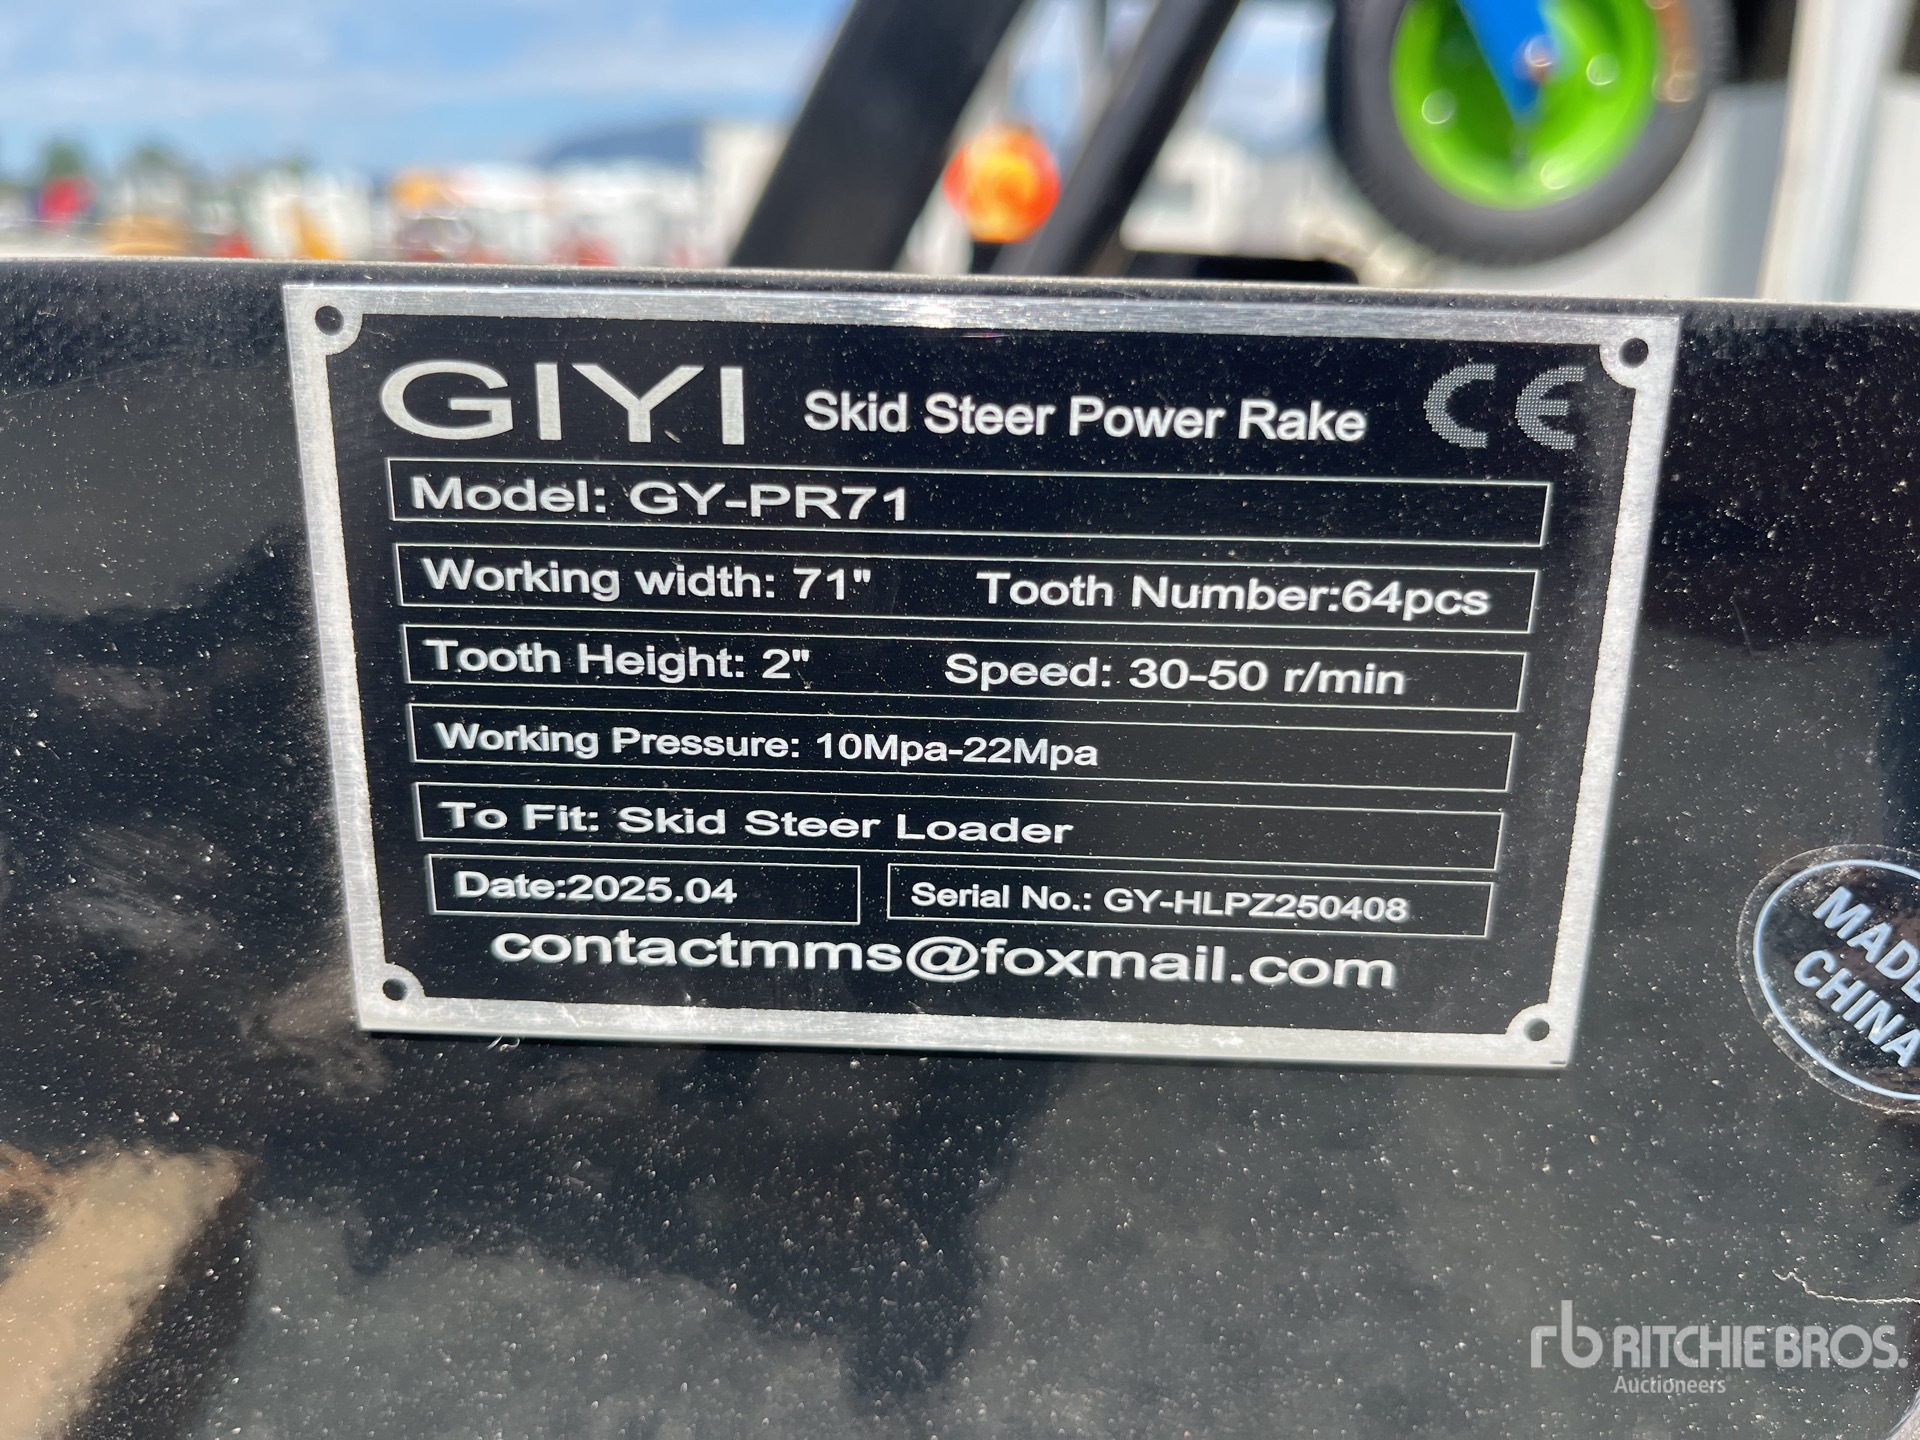 GIYI Skid Steer Power Rake CE
Model: GY-PR71
Working width: 71" Tooth Number:64pcs
Tooth Height: 2" Speed: 30-50 r/min
Working Pressure: 10Mpa-22Mpa
To Fit: Skid Steer Loader
Date:2025.04 Serial No.: GY-HLPZ250408
contactmms@foxmail.com
MADE
CHINA
rb RITCHIE BROS.
Auctioneers